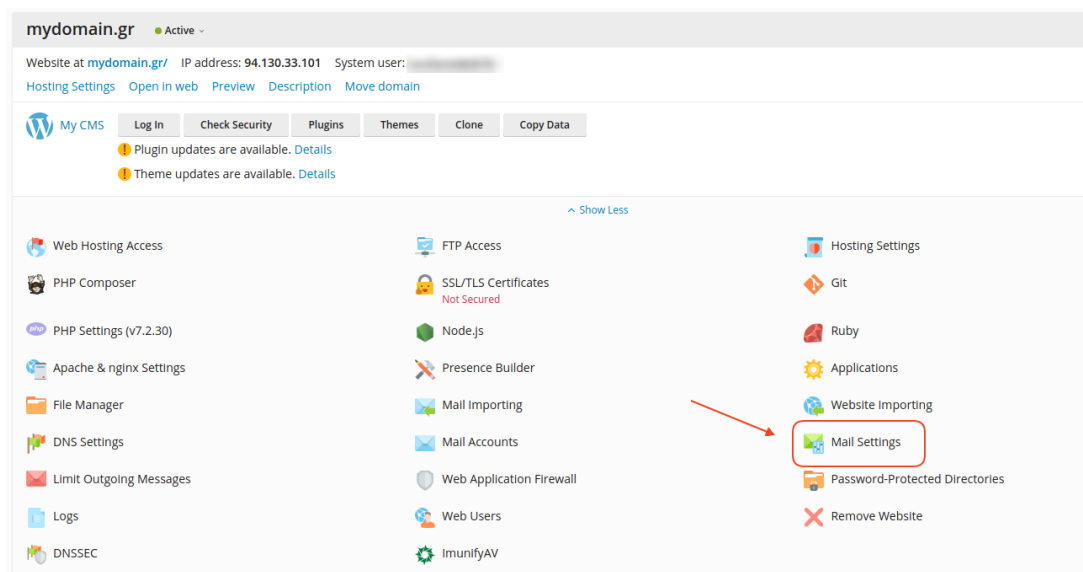 mydomain.gr Active
Website at mydomain.gr/ IP address: 94.130.33.101 System user:
Hosting Settings Open in web Preview Description Move domain
My CMS Log In Check Security Plugins Themes Clone Copy Data
! Plugin updates are available. Details
! Theme updates are available. Details
Show Less
Web Hosting Access FTP Access Hosting Settings
PHP Composer SSL/TLS Certificates Git
Not Secured
php PHP Settings (v7.2.30) Node.js Ruby
Apache & nginx Settings Presence Builder Applications
File Manager Mail Importing Website Importing
DNS Settings Mail Accounts Mail Settings
Limit Outgoing Messages Web Application Firewall Password-Protected Directories
Logs Web Users Remove Website
DNSSEC ImunifyAV